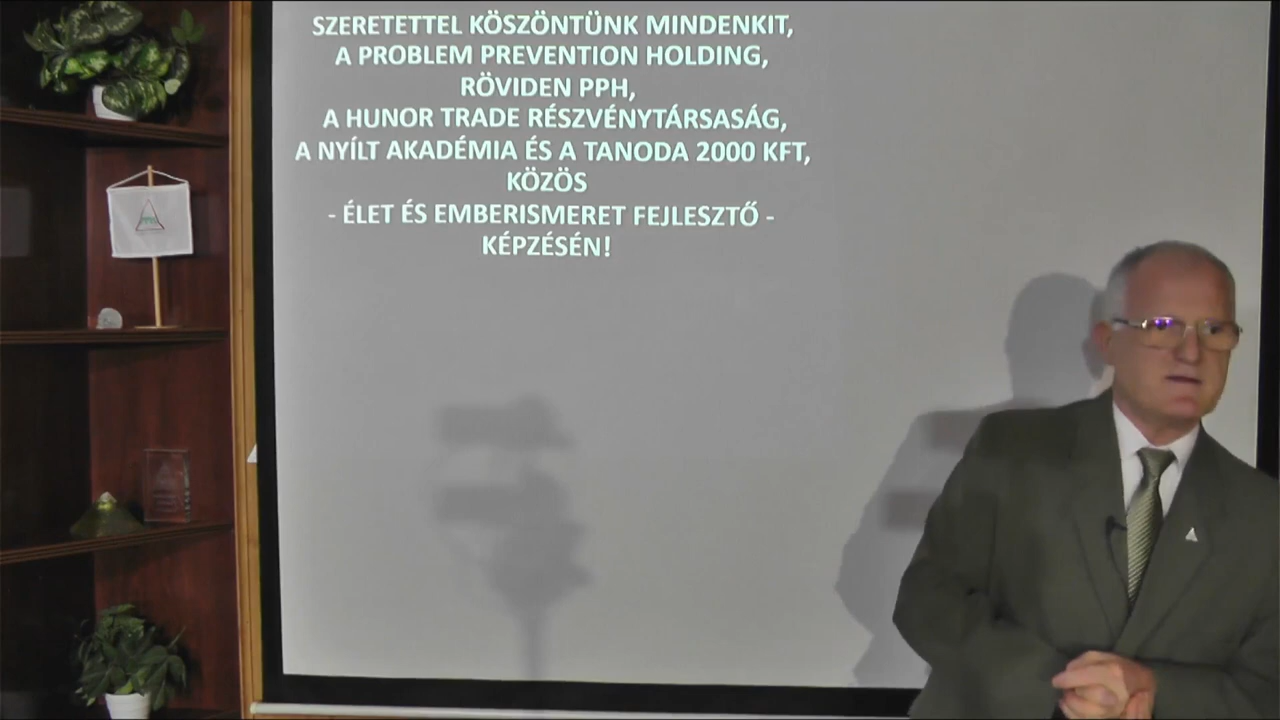 SZERETETTEL KÖSZÖNTÜNK MINDENKIT,
A PROBLEM PREVENTION HOLDING,
RÖVIDEN PPH,
A HUNOR TRADE RÉSZVÉNYTÁRSASÁG,
A NYÍLT AKADÉMIA ÉS A TANODA 2000 KFT,
KÖZÖS
- ÉLET ÉS EMBERISMERET FEJLESZTŐ -
KÉPZÉSÉN!